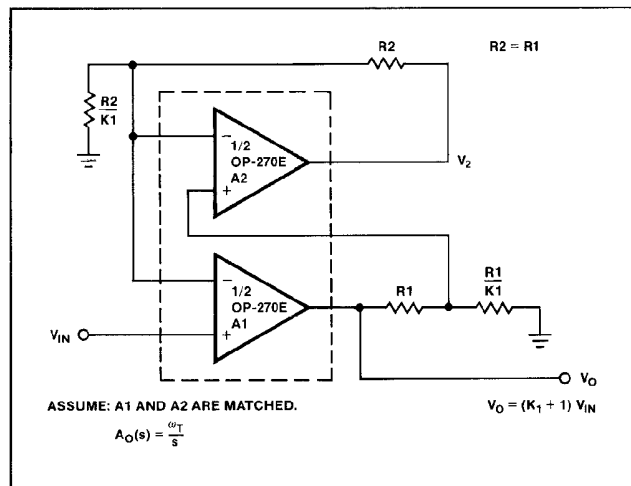 R2
R2 = R1
R2
K1
−
1/2
OP-270E
A2
+
V2
−
1/2
OP-270E
A1
+
R1
R1
K1
VIN
VO
ASSUME: A1 AND A2 ARE MATCHED.
AO(s) = ωT
s
VO = (K1 + 1) VIN